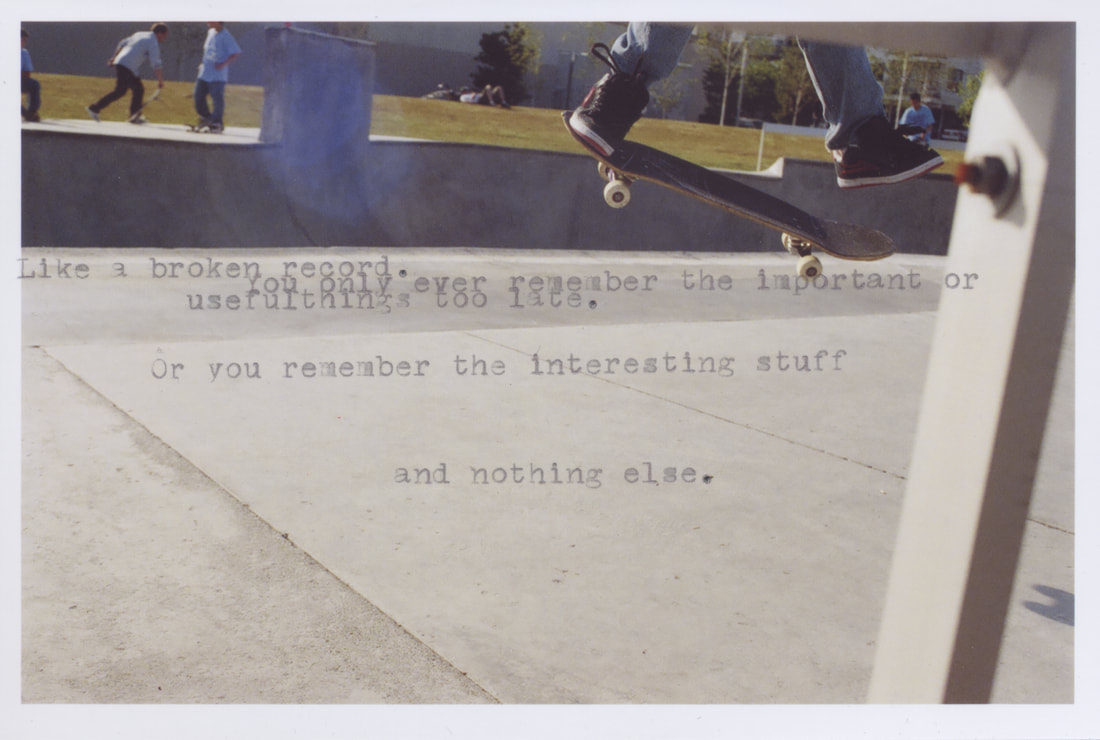 Like a broken record.
you only ever remember the important or
usefulthings too late.
Or you remember the interesting stuff
and nothing else.